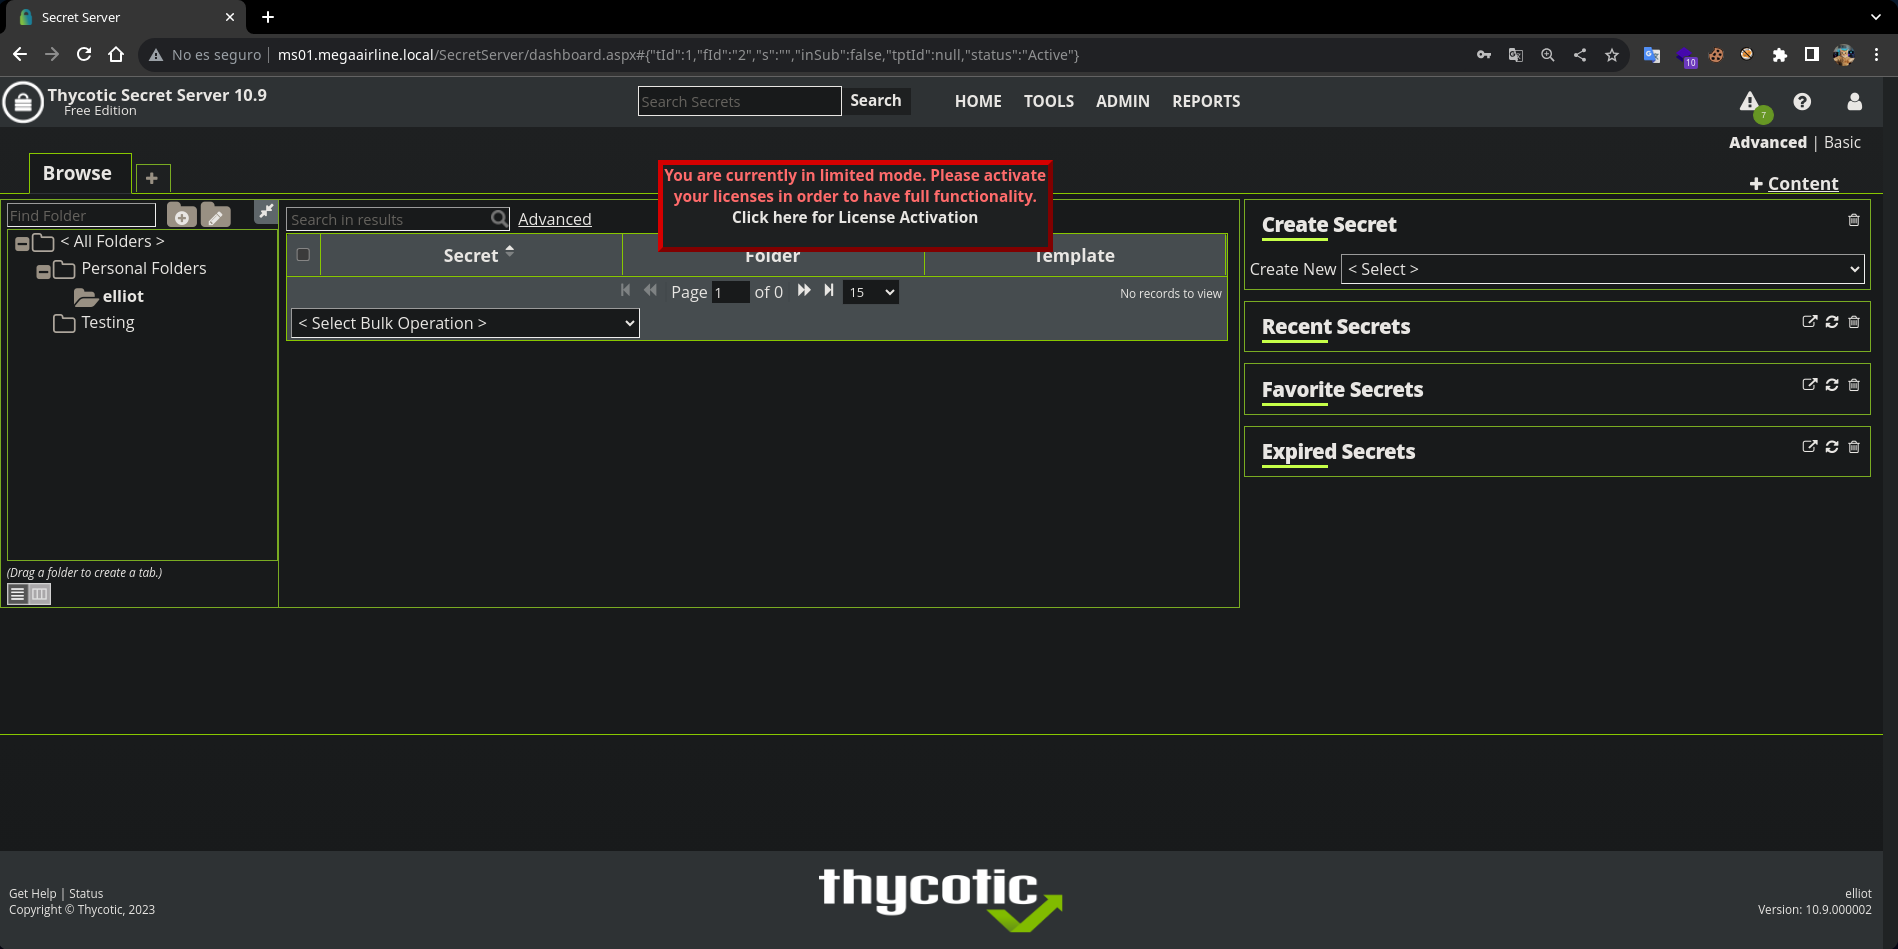 Secret Server
No es seguro | ms01.megaairline.local/SecretServer/dashboard.aspx#{"tId":1,"fId":"2","s":"","inSub":false,"tptId":null,"status":"Active"}
10
Thycotic Secret Server 10.9
Free Edition
Search Secrets
Search
HOME
TOOLS
ADMIN
REPORTS
7
Advanced | Basic
Browse
+
+ Content
You are currently in limited mode. Please activate
your licenses in order to have full functionality.
Click here for License Activation
Find Folder
< All Folders >
Personal Folders
elliot
Testing
(Drag a folder to create a tab.)
Search in results
Advanced
Secret
Folder
Template
Page 1 of 0
15
No records to view
< Select Bulk Operation >
Create Secret
Create New < Select >
Recent Secrets
Favorite Secrets
Expired Secrets
Get Help | Status
Copyright © Thycotic, 2023
thycotic
elliot
Version: 10.9.000002